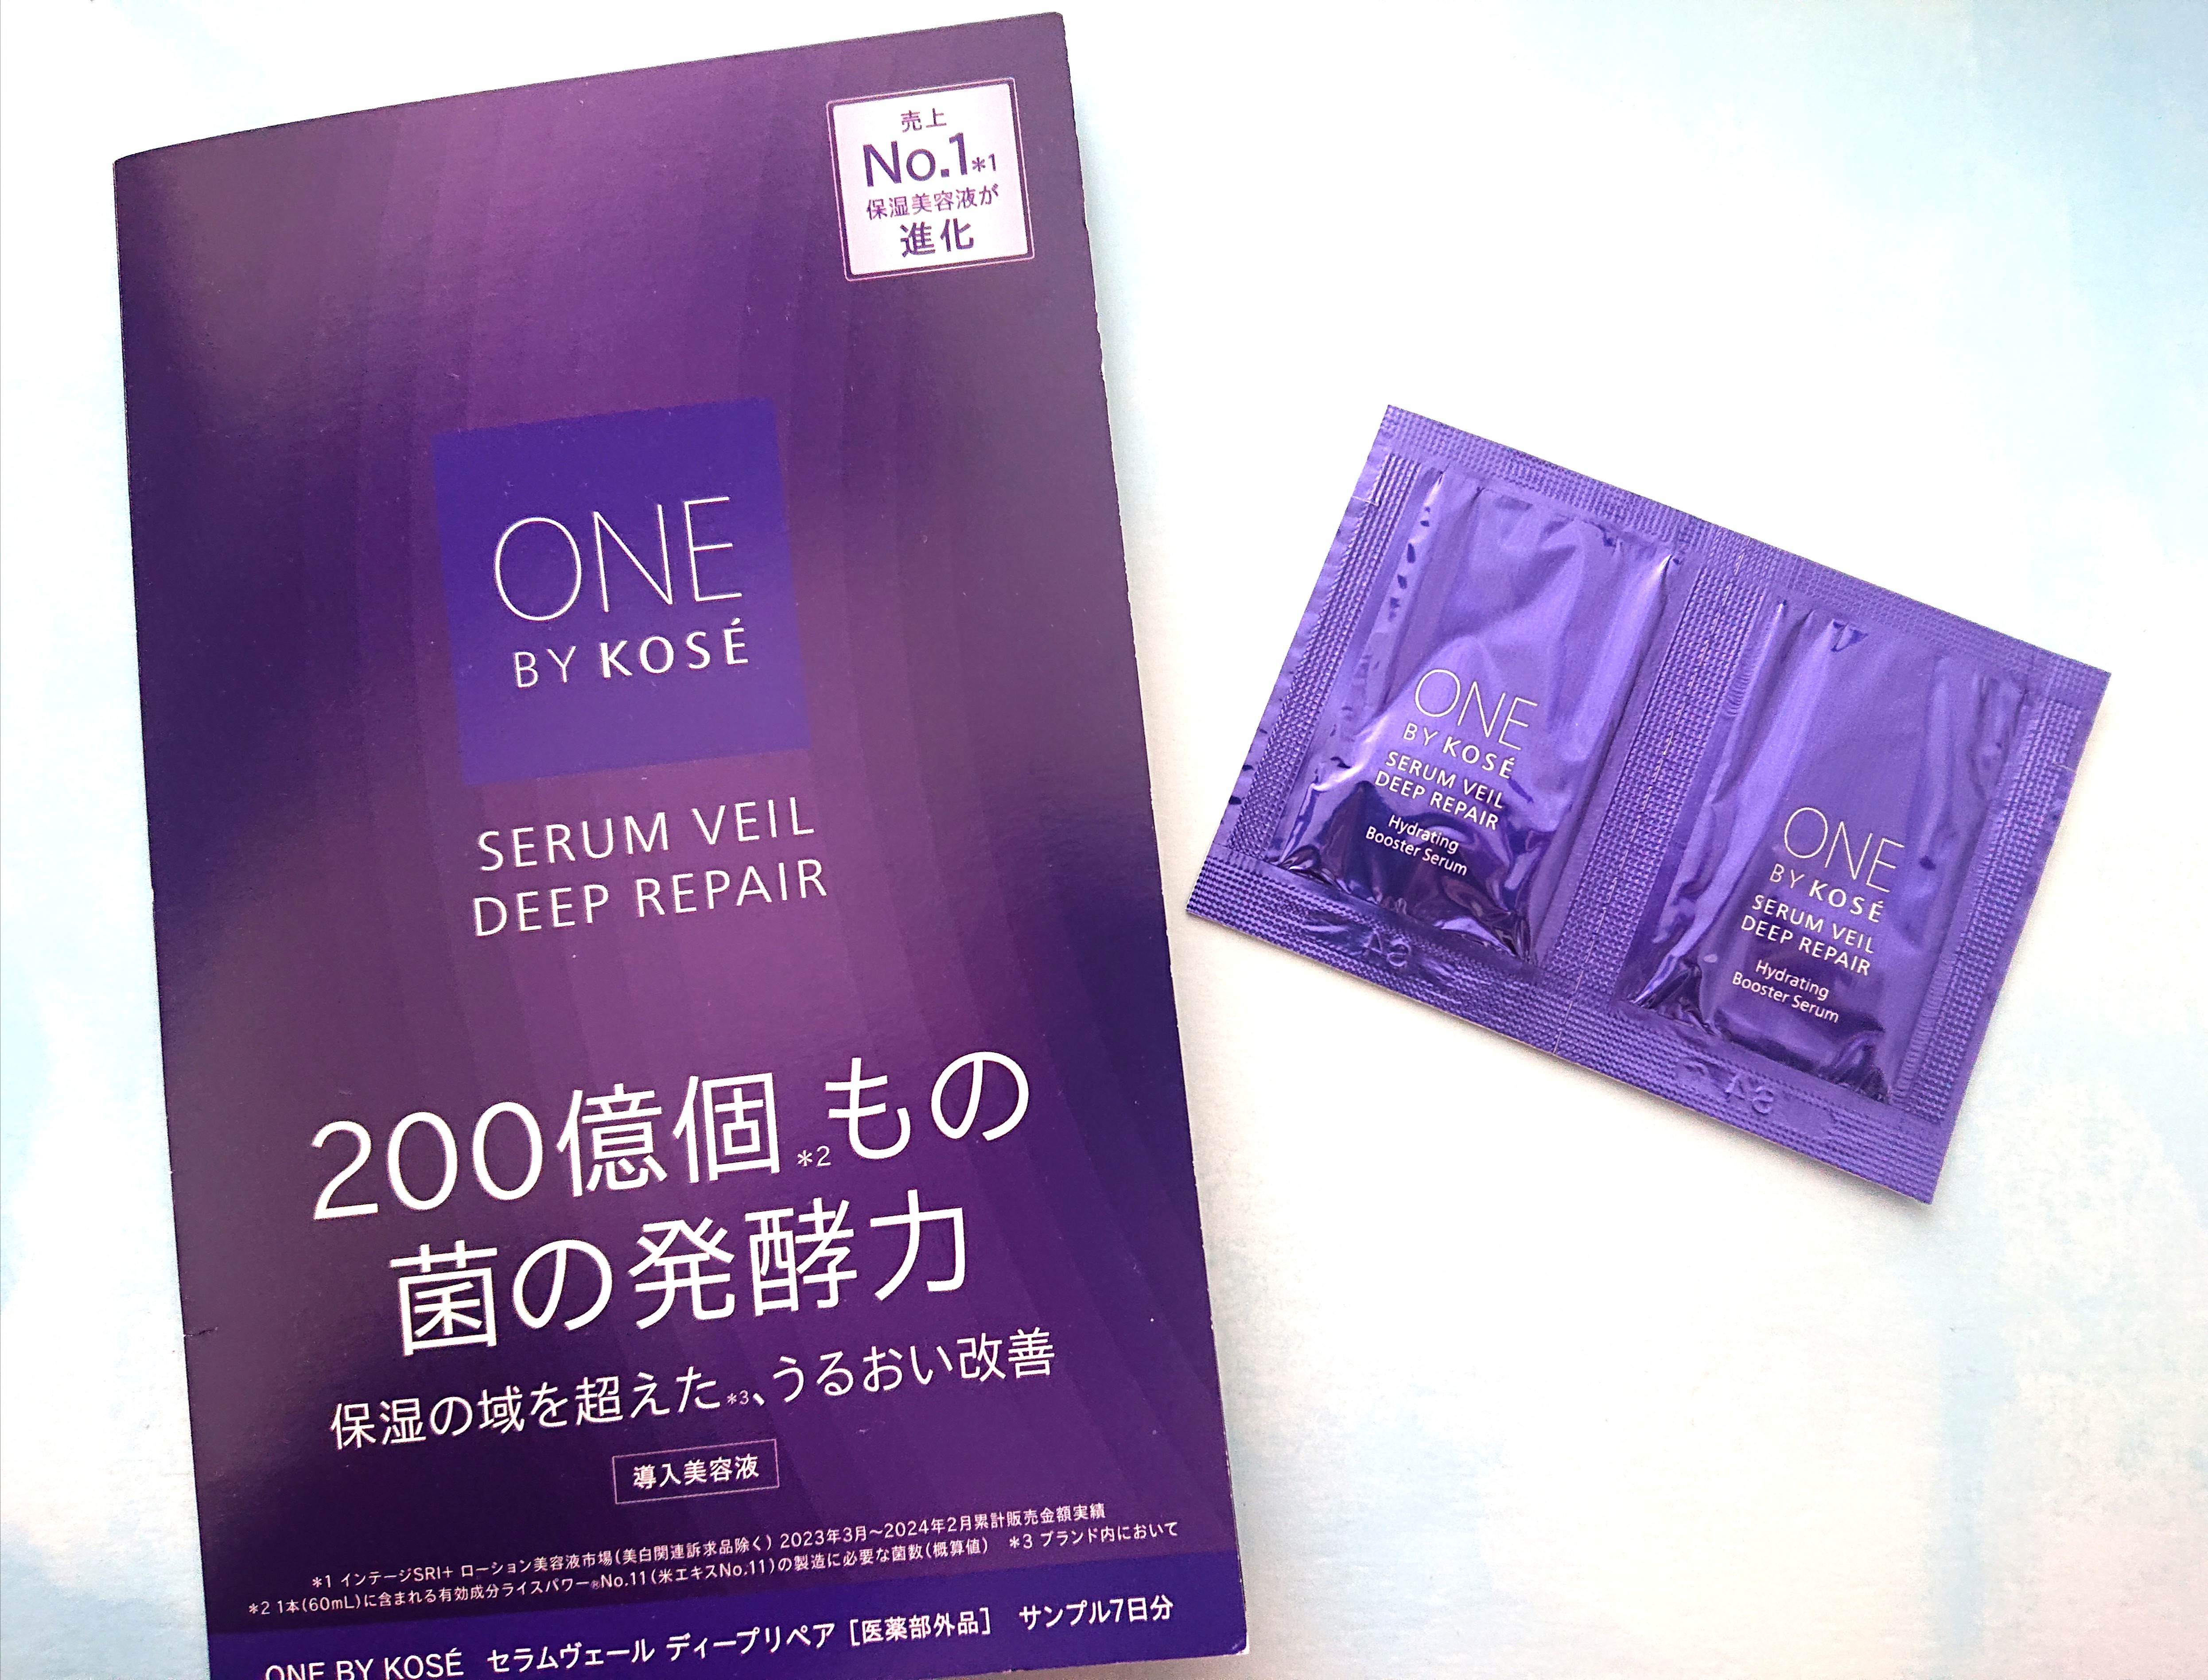 売上
No.1*1
保湿美容液が
進化
ONE
BY KOSÉ
SERUM VEIL
DEEP REPAIR
200億個*2もの
菌の発酵力
保湿の域を超えた*3、うるおい改善
導入美容液
*1 インテージSRI+ ローション美容液市場(美白関連訴求品除く) 2023年3月～2024年2月累計販売金額実績
*2 1本(60mL)に含まれる有効成分ライスパワー®No.11(米エキスNo.11)の製造に必要な菌数(概算値) *3 ブランド内において
ONE BY KOSÉ セラムヴェール ディープリペア [医薬部外品] サンプル7日分
ONE
BY KOSÉ
SERUM VEIL
DEEP REPAIR
Hydrating
Booster Serum
ONE
BY KOSÉ
SERUM VEIL
DEEP REPAIR
Hydrating
Booster Serum